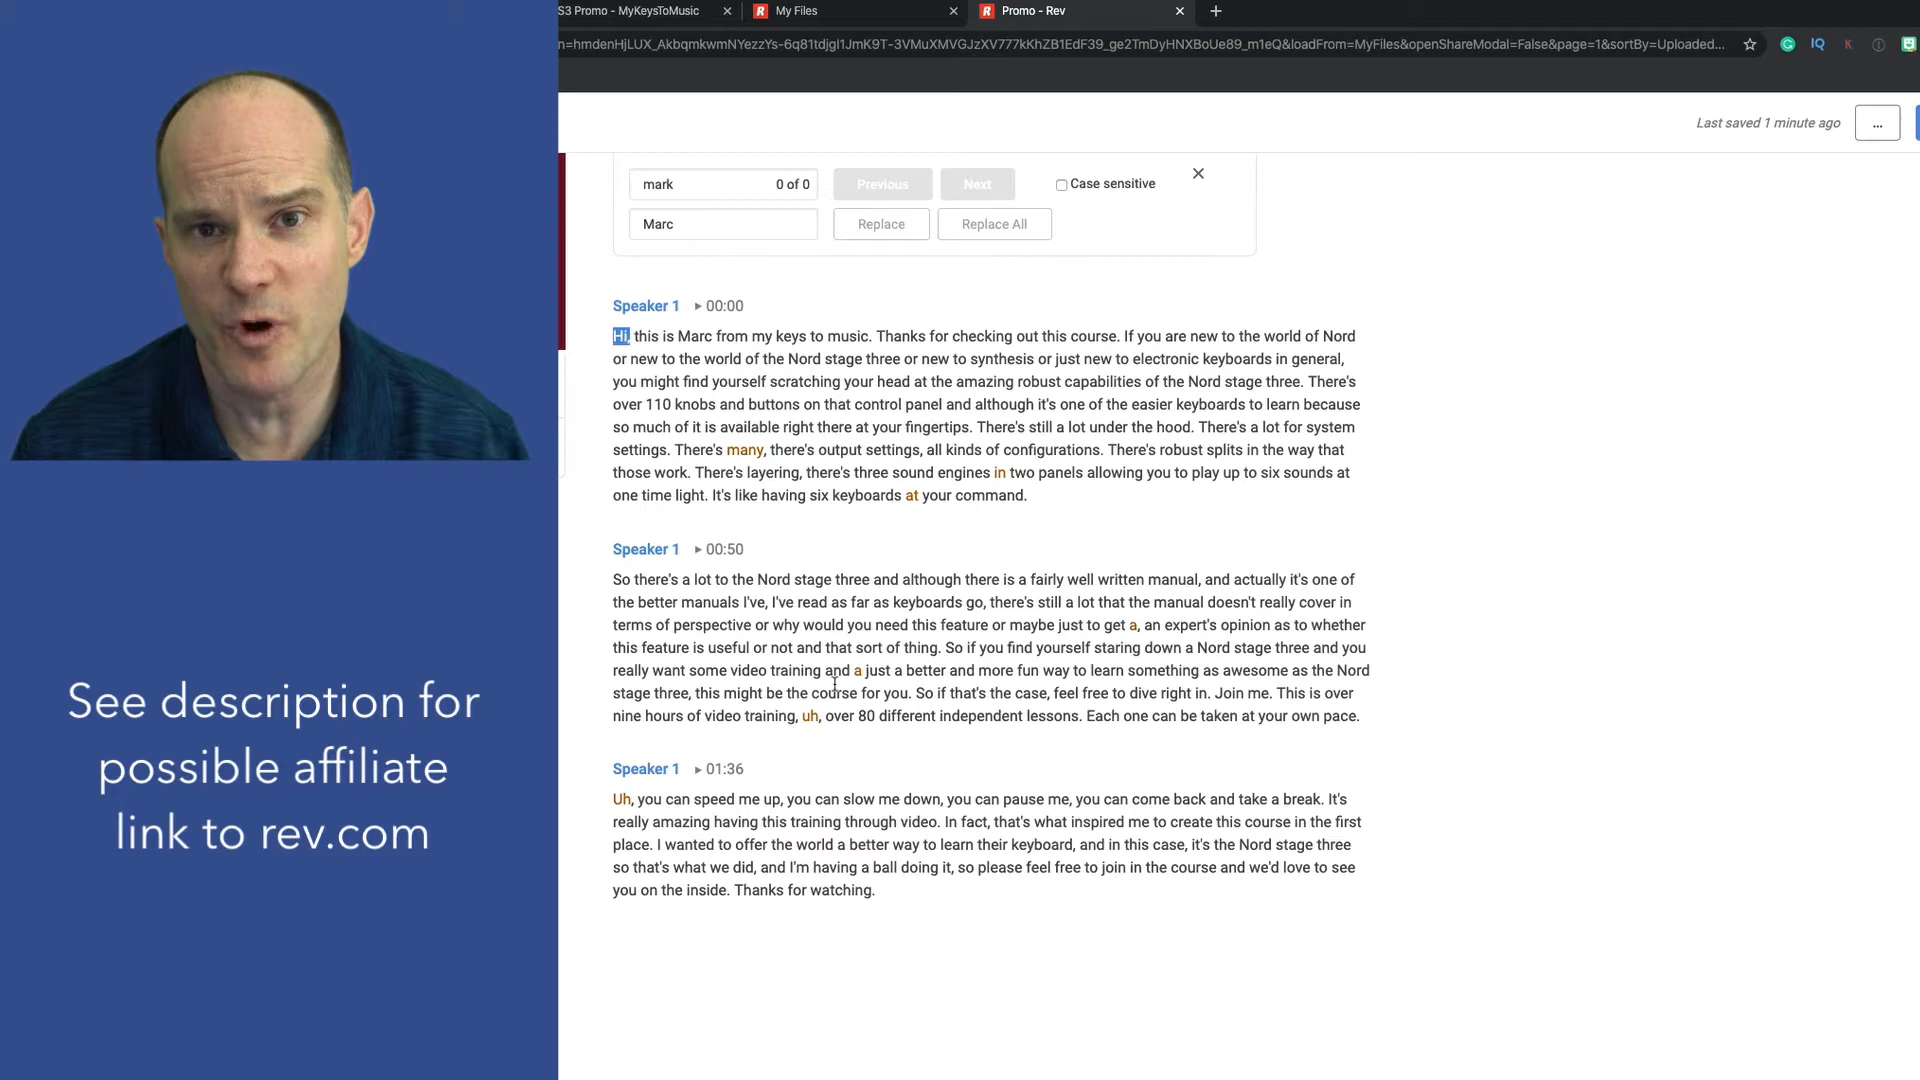 S3 Promo - MyKeysToMusic
My Files
Promo - Rev
n=hmdenHjLUX_AkbqmkwmNYezzYs-6q81tdjgl1JmK9T-3VMuXMVGJzXV777kKhZB1EdF39_ge2TmDyHNXBoUe89_m1eQ&loadFrom=MyFiles&openShareModal=False&page=1&sortBy=Uploaded...
IQ
Last saved 1 minute ago
...
mark 0 of 0 Previous Next Case sensitive
Marc Replace Replace All
Speaker 1 00:00
Hi, this is Marc from my keys to music. Thanks for checking out this course. If you are new to the world of Nord
or new to the world of the Nord stage three or new to synthesis or just new to electronic keyboards in general,
you might find yourself scratching your head at the amazing robust capabilities of the Nord stage three. There's
over 110 knobs and buttons on that control panel and although it's one of the easier keyboards to learn because
so much of it is available right there at your fingertips. There's still a lot under the hood. There's a lot for system
settings. There's many, there's output settings, all kinds of configurations. There's robust splits in the way that
those work. There's layering, there's three sound engines in two panels allowing you to play up to six sounds at
one time light. It's like having six keyboards at your command.
Speaker 1 00:50
So there's a lot to the Nord stage three and although there is a fairly well written manual, and actually it's one of
the better manuals I've, I've read as far as keyboards go, there's still a lot that the manual doesn't really cover in
terms of perspective or why would you need this feature or maybe just to get a, an expert's opinion as to whether
this feature is useful or not and that sort of thing. So if you find yourself staring down a Nord stage three and you
really want some video training and a just a better and more fun way to learn something as awesome as the Nord
stage three, this might be the course for you. So if that's the case, feel free to dive right in. Join me. This is over
nine hours of video training, uh, over 80 different independent lessons. Each one can be taken at your own pace.
Speaker 1 01:36
Uh, you can speed me up, you can slow me down, you can pause me, you can come back and take a break. It's
really amazing having this training through video. In fact, that's what inspired me to create this course in the first
place. I wanted to offer the world a better way to learn their keyboard, and in this case, it's the Nord stage three
so that's what we did, and I'm having a ball doing it, so please feel free to join in the course and we'd love to see
you on the inside. Thanks for watching.
See description for
possible affiliate
link to rev.com